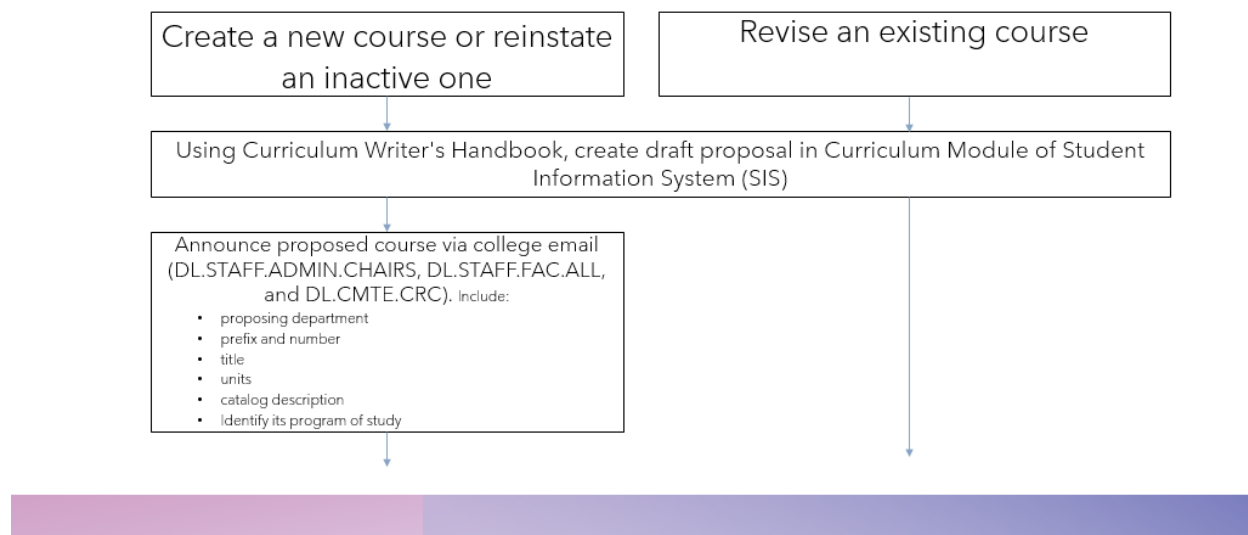 Create a new course or reinstate
an inactive one
Revise an existing course
Using Curriculum Writer's Handbook, create draft proposal in Curriculum Module of Student
Information System (SIS)
Announce proposed course via college email
(DL.STAFF.ADMIN.CHAIRS, DL.STAFF.FAC.ALL,
and DL.CMTE.CRC). Include:
• proposing department
• prefix and number
• title
• units
• catalog description
• Identify its program of study